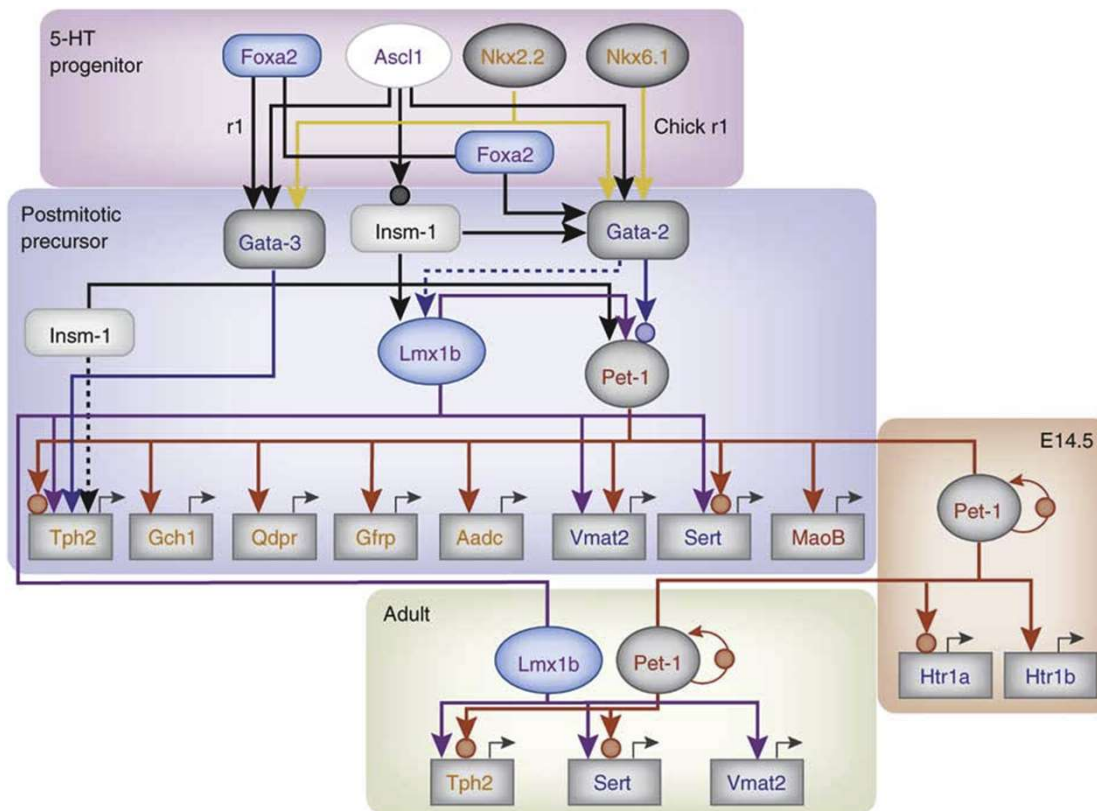 5-HT
progenitor
Foxa2
Ascl1
Nkx2.2
Nkx6.1
r1
Chick r1
Foxa2
Postmitotic
precursor
Gata-3
Insm-1
Gata-2
Insm-1
Lmx1b
Pet-1
E14.5
Tph2
Gch1
Qdpr
Gfrp
Aadc
Vmat2
Sert
MaoB
Pet-1
Adult
Lmx1b
Pet-1
Htr1a
Htr1b
Tph2
Sert
Vmat2